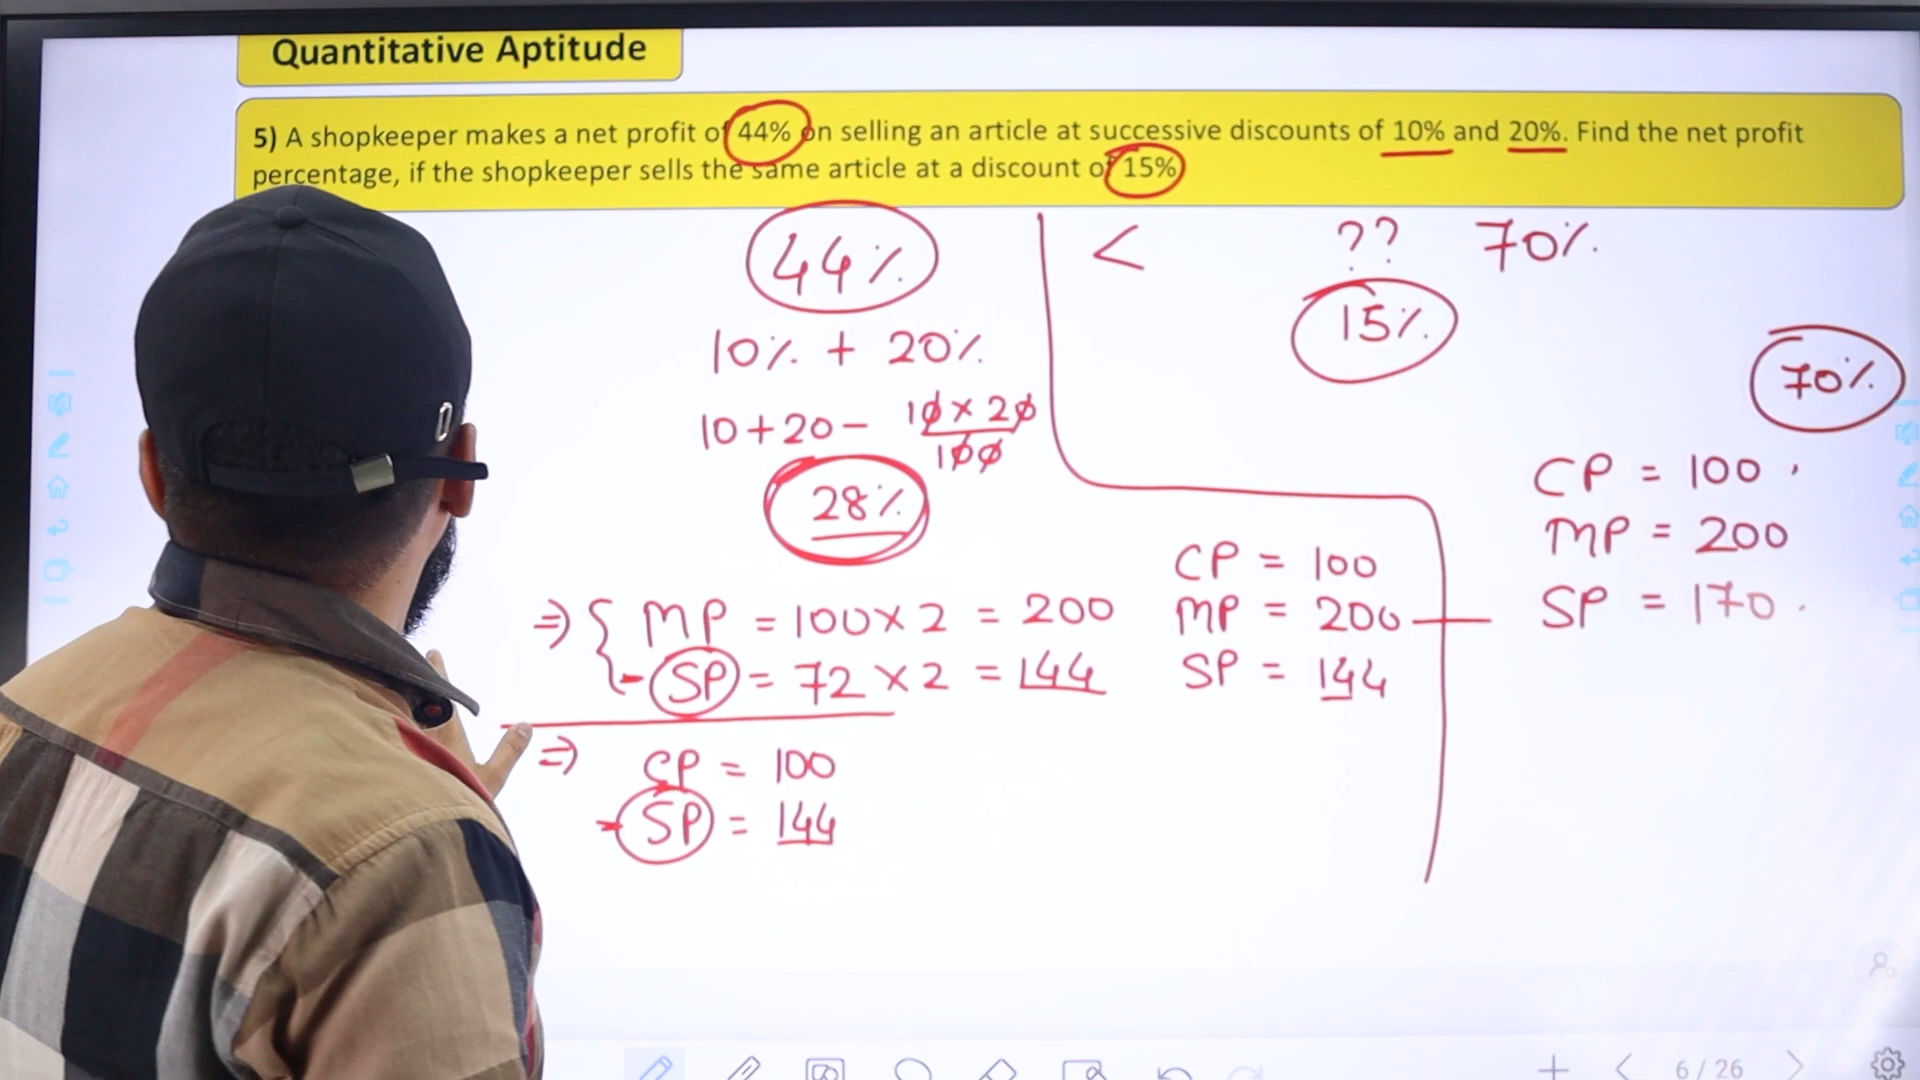 Quantitative Aptitude
5) A shopkeeper makes a net profit of 44% on selling an article at successive discounts of 10% and 20%. Find the net profit
percentage, if the shopkeeper sells the same article at a discount of 15%
44% < ?? 70%
15%
10% + 20%
70%
10+20- 10 x 20
100
28%
CP = 100
MP = 200
SP = 170
CP = 100
MP = 200
SP = 144
=> { MP = 100 x 2 = 200
- SP = 72 x 2 = 144
=> CP = 100
- SP = 144
6 / 26